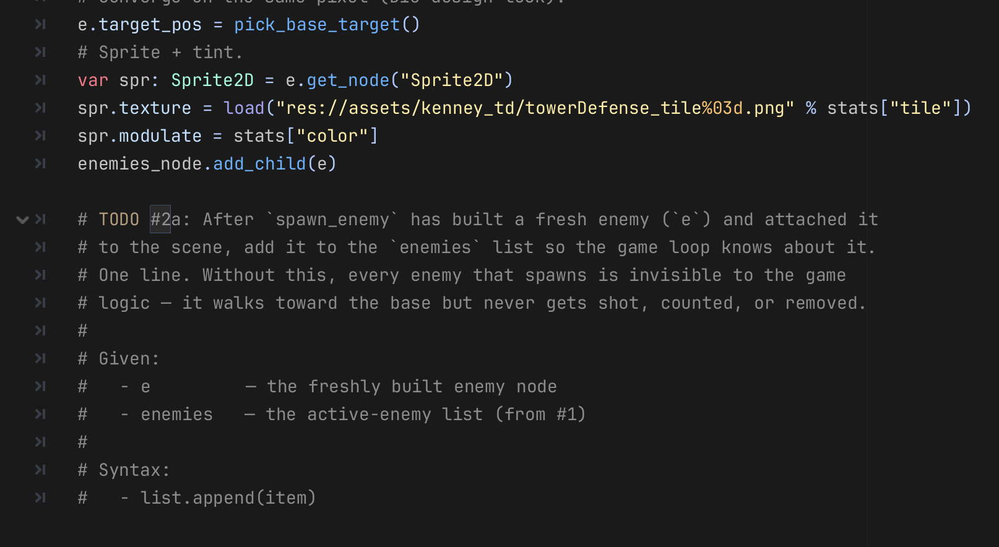 e.target_pos = pick_base_target()
# Sprite + tint.
var spr: Sprite2D = e.get_node("Sprite2D")
spr.texture = load("res://assets/kenney_td/towerDefense_tile%03d.png" % stats["tile"])
spr.modulate = stats["color"]
enemies_node.add_child(e)

# TODO #2a: After `spawn_enemy` has built a fresh enemy (`e`) and attached it
# to the scene, add it to the `enemies` list so the game loop knows about it.
# One line. Without this, every enemy that spawns is invisible to the game
# logic — it walks toward the base but never gets shot, counted, or removed.
#
# Given:
#   - e         — the freshly built enemy node
#   - enemies   — the active-enemy list (from #1)
#
# Syntax:
#   - list.append(item)